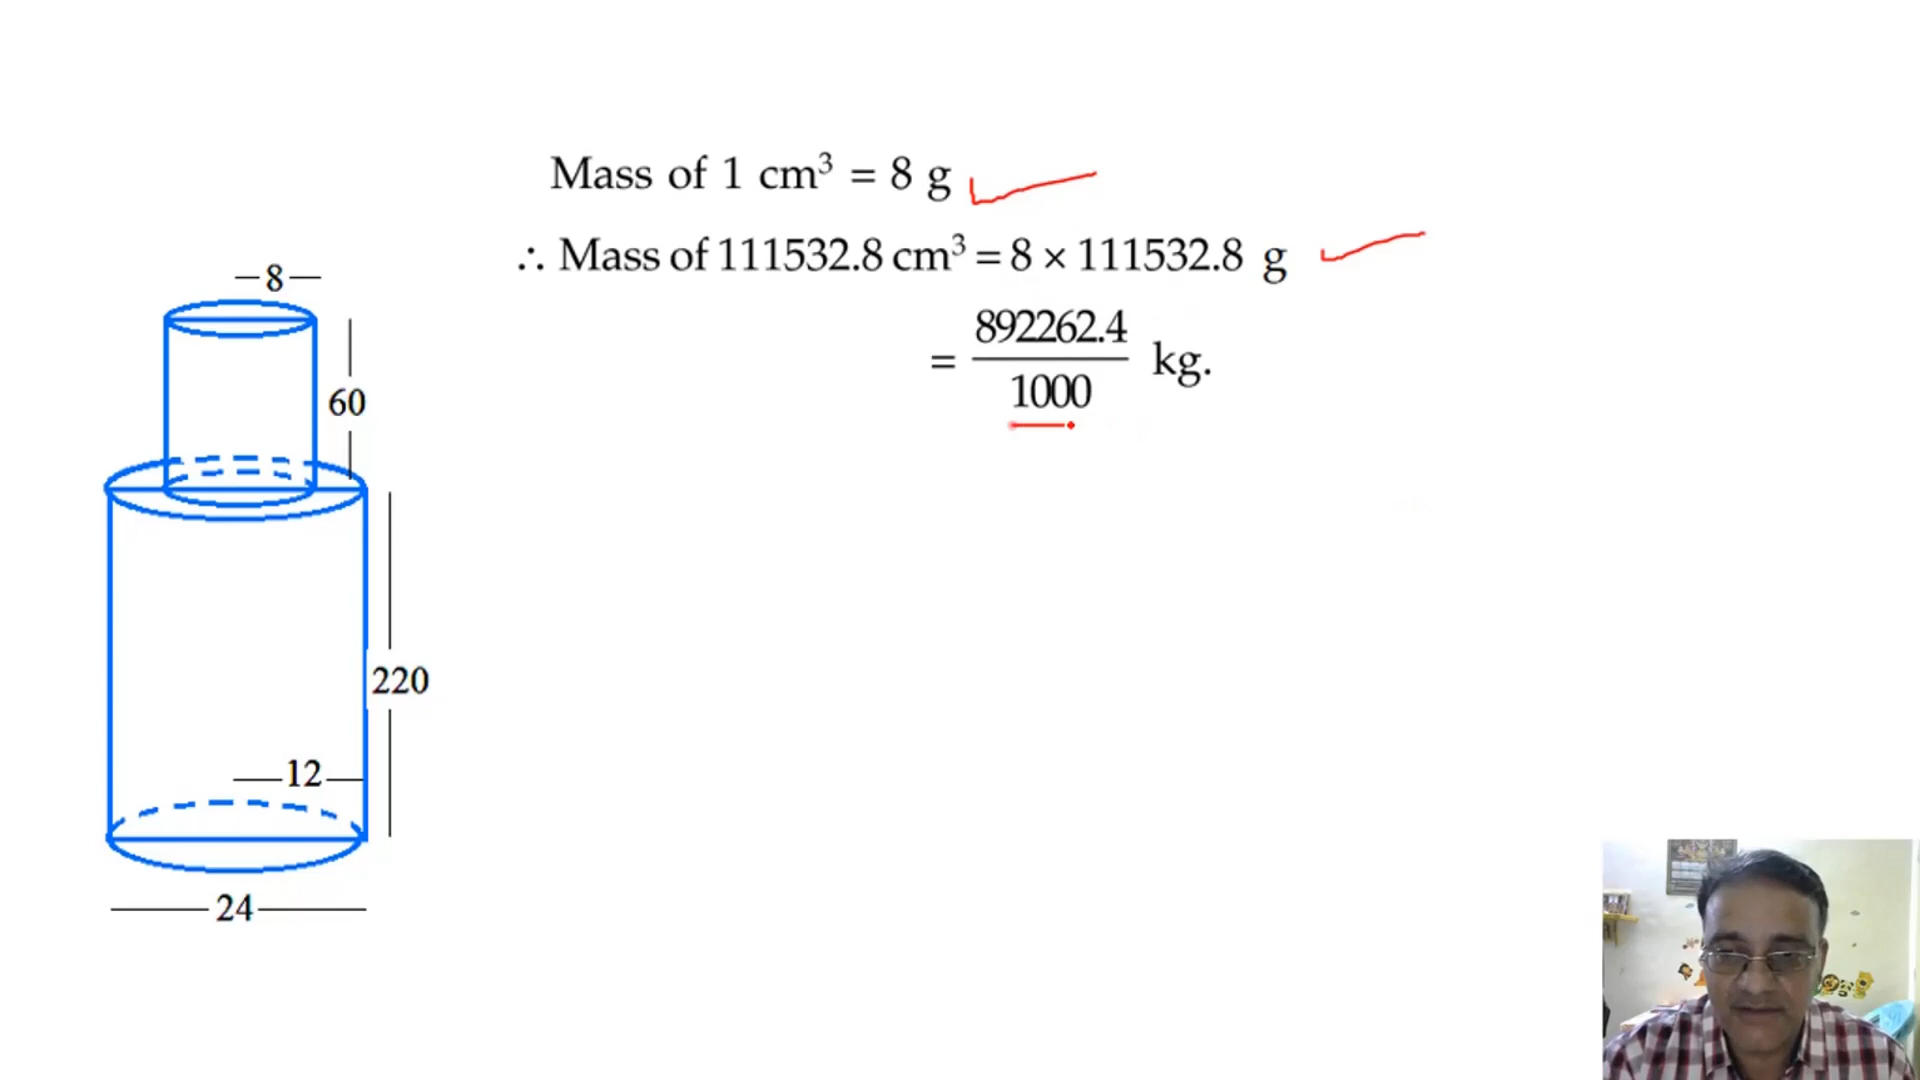 Mass of 1 cm³ = 8 g
∴ Mass of 111532.8 cm³ = 8 × 111532.8 g
= 892262.4 / 1000 kg.
8
60
220
12
24